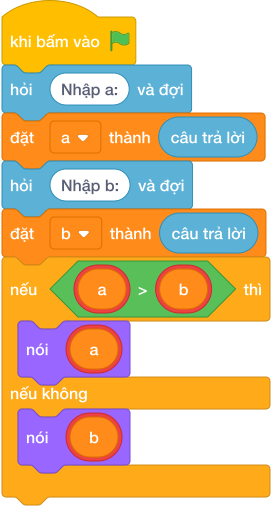 khi bấm vào
hỏi Nhập a: và đợi
đặt a thành câu trả lời
hỏi Nhập b: và đợi
đặt b thành câu trả lời
nếu a > b thì
nói a
nếu không
nói b